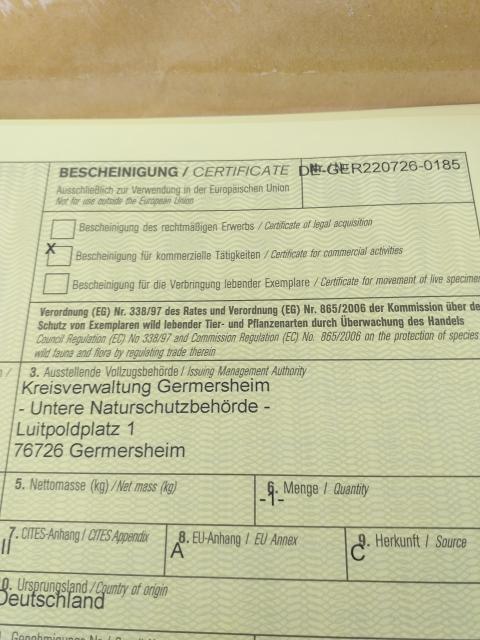 BESCHEINIGUNG / CERTIFICATE
DE-GER220726-0185
Ausschließlich zur Verwendung in der Europäischen Union
Not for use outside the European Union
Bescheinigung des rechtmäßigen Erwerbs / Certificate of legal acquisition
X Bescheinigung für kommerzielle Tätigkeiten / Certificate for commercial activities
Bescheinigung für die Verbringung lebender Exemplare / Certificate for movement of live
Verordnung (EG) Nr. 338/97 des Rates und Verordnung (EG) Nr. 865/2006 der Kommission über
Schutz von Exemplaren wild lebender Tier- und Pflanzenarten durch Überwachung des Handels
Council Regulation (EC) No 338/97 and Commission Regulation (EC) No. 865/2006 on the protection of species
wild fauna and flora by regulating trade therein
3. Ausstellende Vollzugsbehörde / Issuing Management Authority
Kreisverwaltung Germersheim
- Untere Naturschutzbehörde -
Luitpoldplatz 1
76726 Germersheim
5. Nettomasse (kg) / Net mass (kg)
6. Menge / Quantity
-1-
7. CITES-Anhang / CITES Appendix
II
8. EU-Anhang / EU Annex
A
9. Herkunft / Source
C
0. Ursprungsland / Country of origin
Deutschland